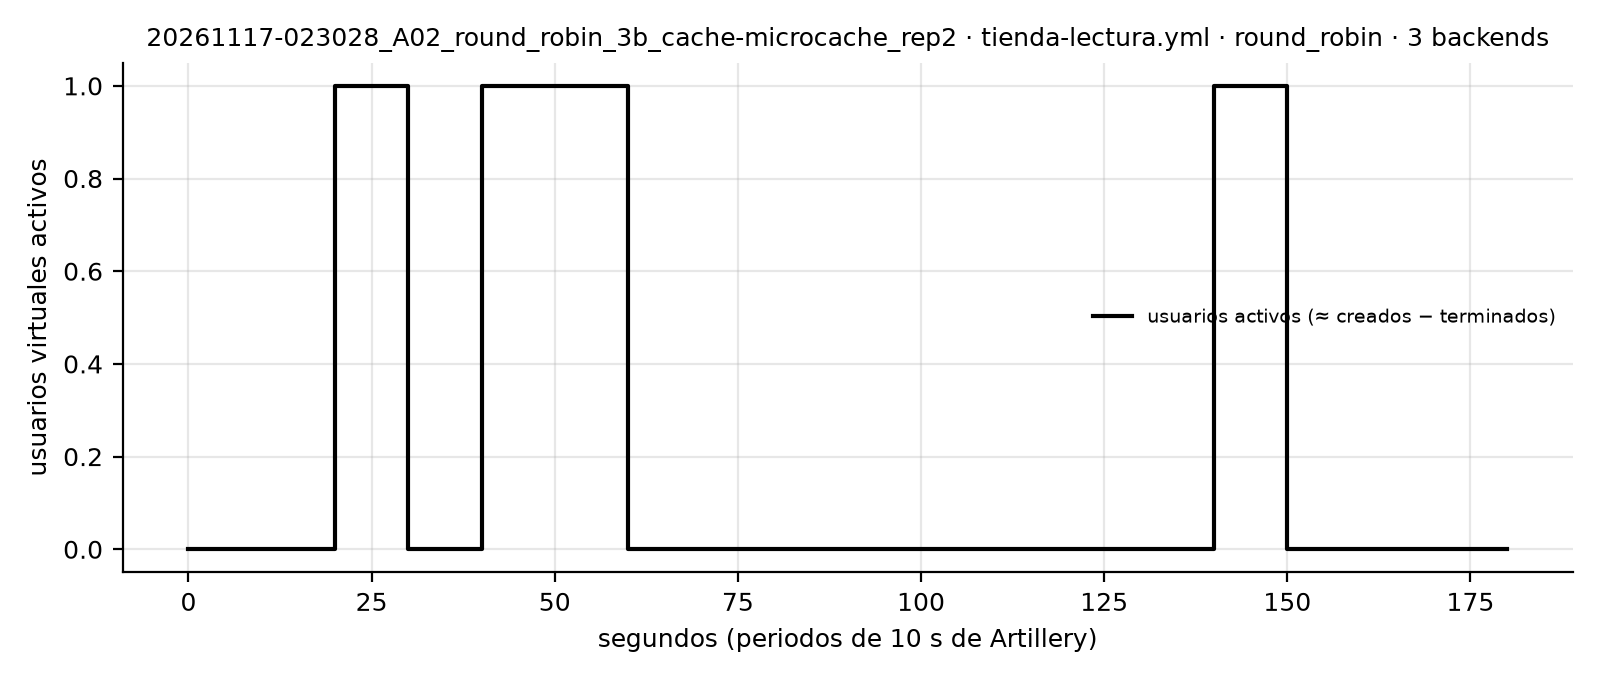 20261117-023028_A02_round_robin_3b_cache-microcache_rep2 · tienda-lectura.yml · round_robin · 3 backends
usuarios virtuales activos
1.0
0.8
0.6
0.4
0.2
0.0
usuarios activos (≈ creados − terminados)
0 25 50 75 100 125 150 175
segundos (periodos de 10 s de Artillery)